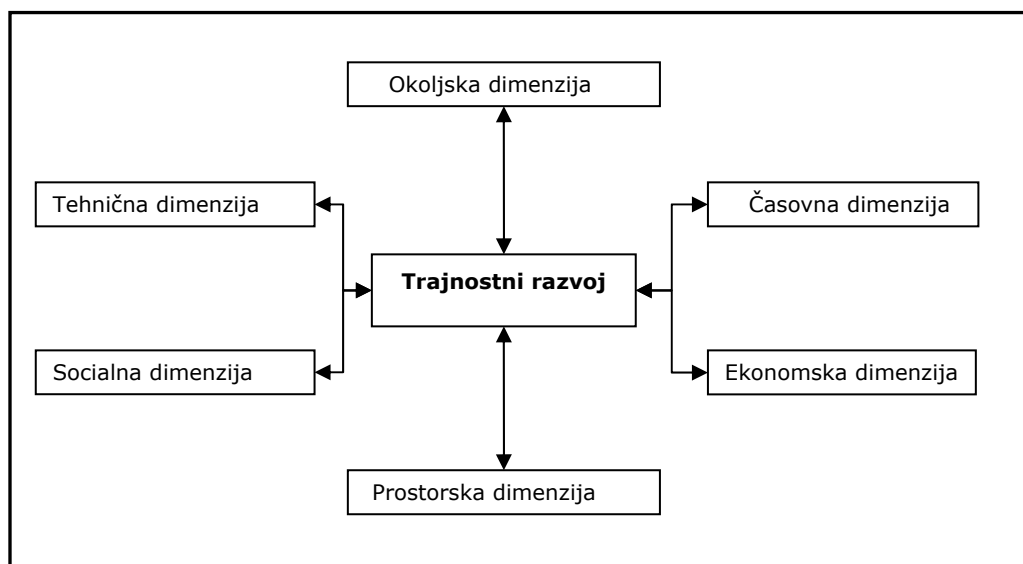 Okoljska dimenzija
Tehnična dimenzija
Časovna dimenzija
Trajnostni razvoj
Socialna dimenzija
Ekonomska dimenzija
Prostorska dimenzija